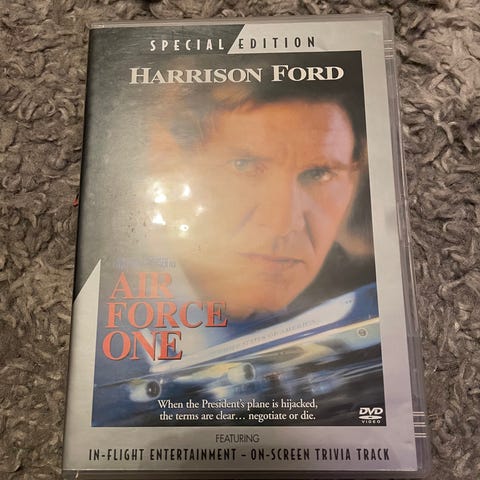 SPECIAL EDITION
HARRISON FORD
AIR
FORCE
ONE
When the President's plane is hijacked,
the terms are clear... negotiate or die.
DVD
VIDEO
FEATURING
IN-FLIGHT ENTERTAINMENT – ON-SCREEN TRIVIA TRACK